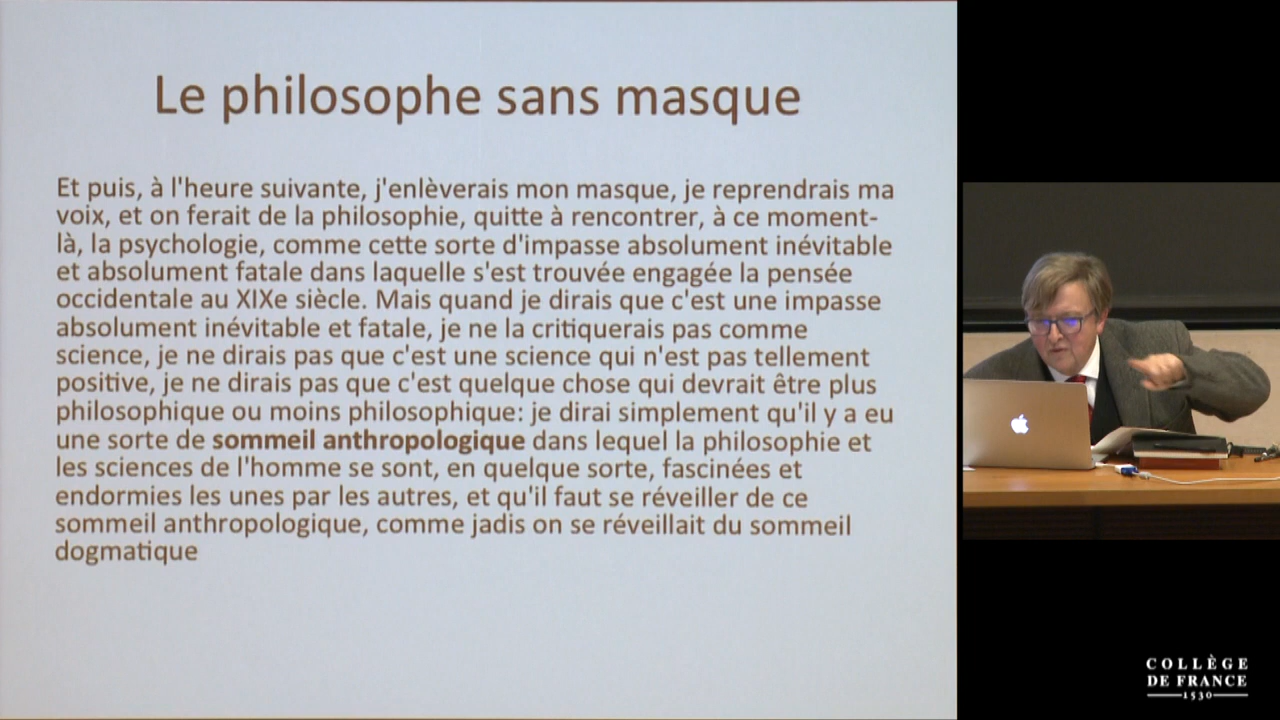 Le philosophe sans masque
Et puis, à l'heure suivante, j'enlèverais mon masque, je reprendrais ma
voix, et on ferait de la philosophie, quitte à rencontrer, à ce moment-
là, la psychologie, comme cette sorte d'impasse absolument inévitable
et absolument fatale dans laquelle s'est trouvée engagée la pensée
occidentale au XIXe siècle. Mais quand je dirais que c'est une impasse
absolument inévitable et fatale, je ne la critiquerais pas comme
science, je ne dirais pas que c'est une science qui n'est pas tellement
positive, je ne dirais pas que c'est quelque chose qui devrait être plus
philosophique ou moins philosophique: je dirai simplement qu'il y a eu
une sorte de sommeil anthropologique dans lequel la philosophie et
les sciences de l'homme se sont, en quelque sorte, fascinées et
endormies les unes par les autres, et qu'il faut se réveiller de ce
sommeil anthropologique, comme jadis on se réveillait du sommeil
dogmatique
COLLÈGE
DE FRANCE
1530